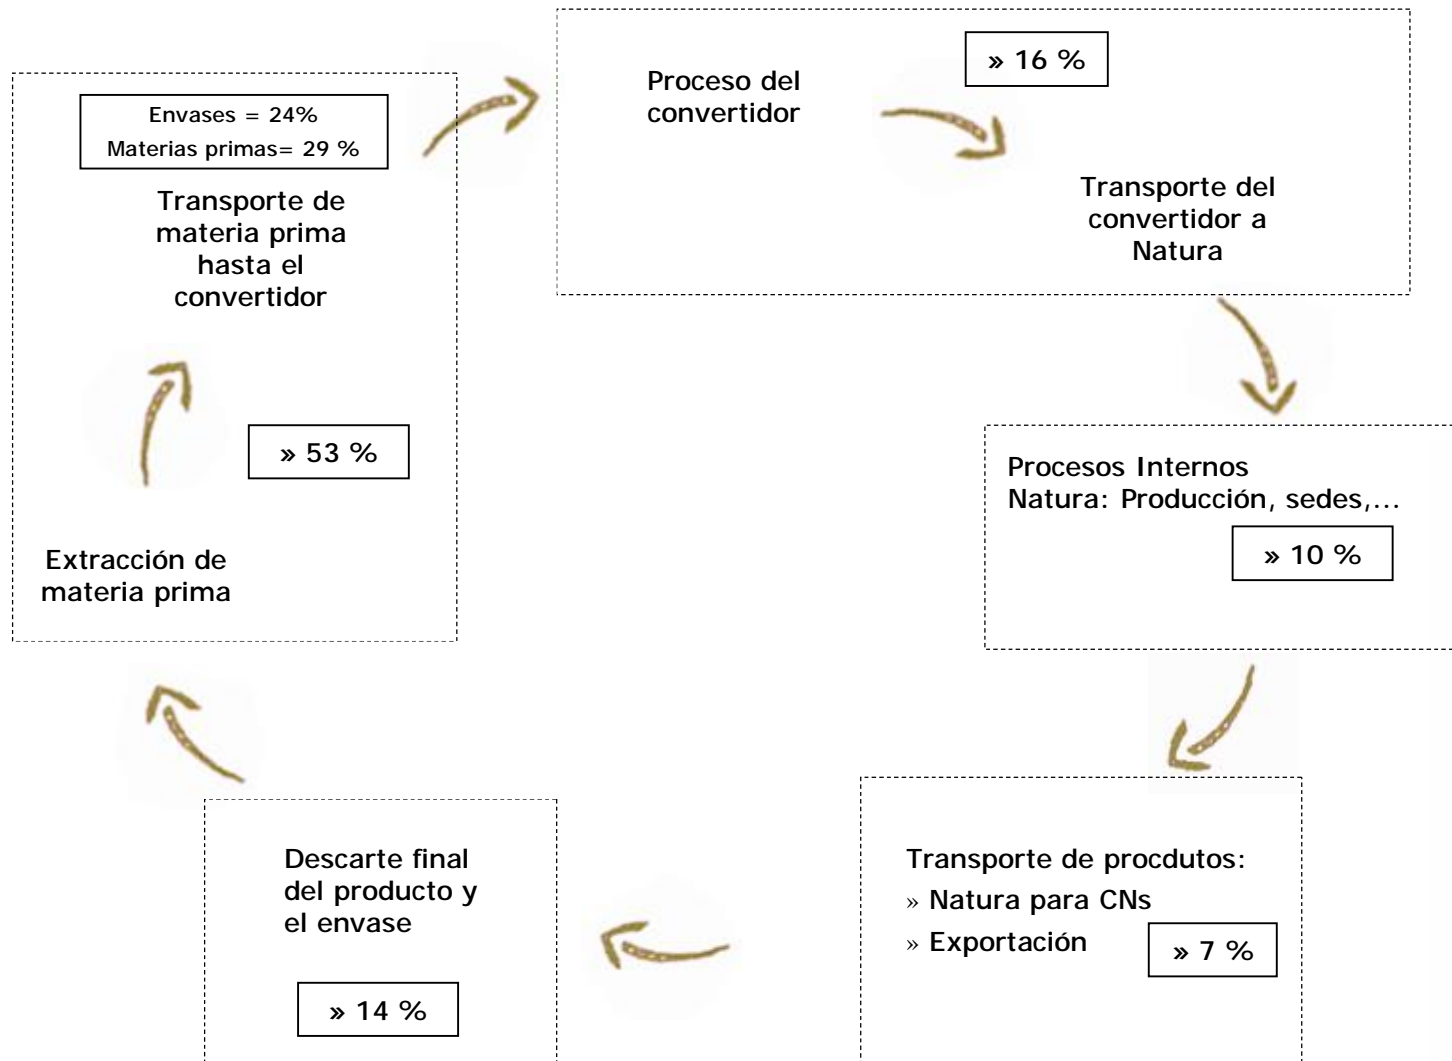 Envases = 24%
Materias primas= 29 %
Transporte de
materia prima
hasta el
convertidor
» 53 %
Extracción de
materia prima
Proceso del
convertidor
» 16 %
Transporte del
convertidor a
Natura
Procesos Internos
Natura: Producción, sedes,...
» 10 %
Transporte de procdutos:
» Natura para CNs
» Exportación
» 7 %
Descarte final
del producto y
el envase
» 14 %